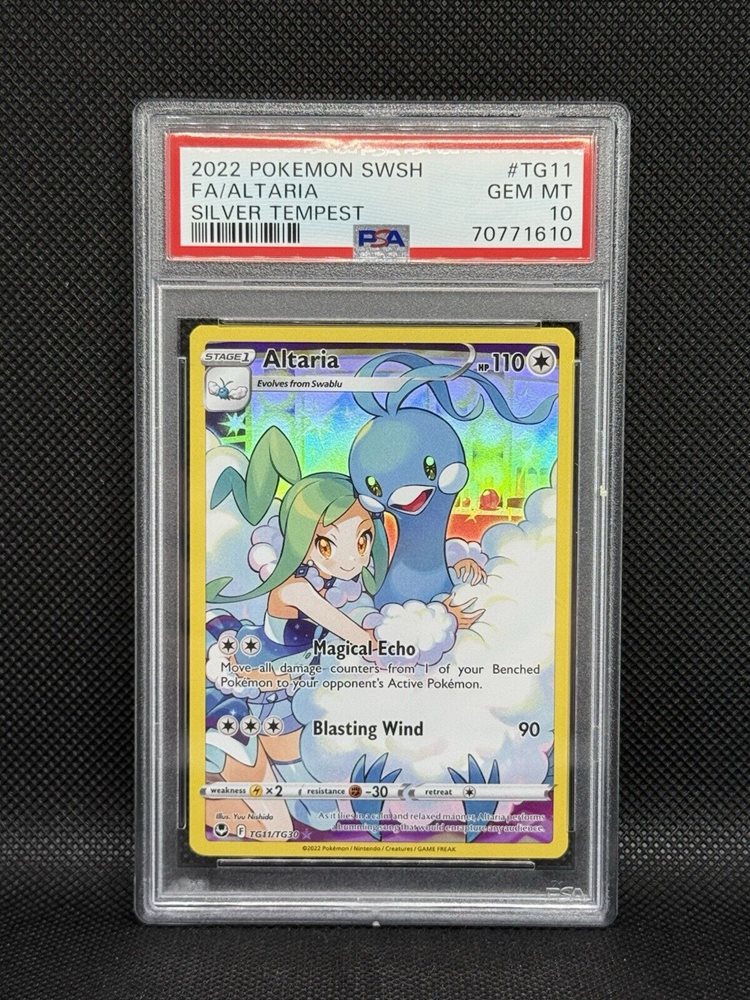 2022 POKEMON SWSH #TG11
FA/ALTARIA GEM MT
SILVER TEMPEST 10
PSA 70771610
STAGE 1 Altaria HP 110
Evolves from Swablu
Magical Echo
Move all damage counters from 1 of your Benched
Pokémon to your opponent's Active Pokémon.
Blasting Wind 90
weakness ×2 resistance -30 retreat
Illus. Yuu Nishida
As it flies in a calm and relaxed manner, Altaria performs
a humming song that would enrapture any audience.
F TG11/TG30
©2022 Pokémon / Nintendo / Creatures / GAME FREAK
PSA